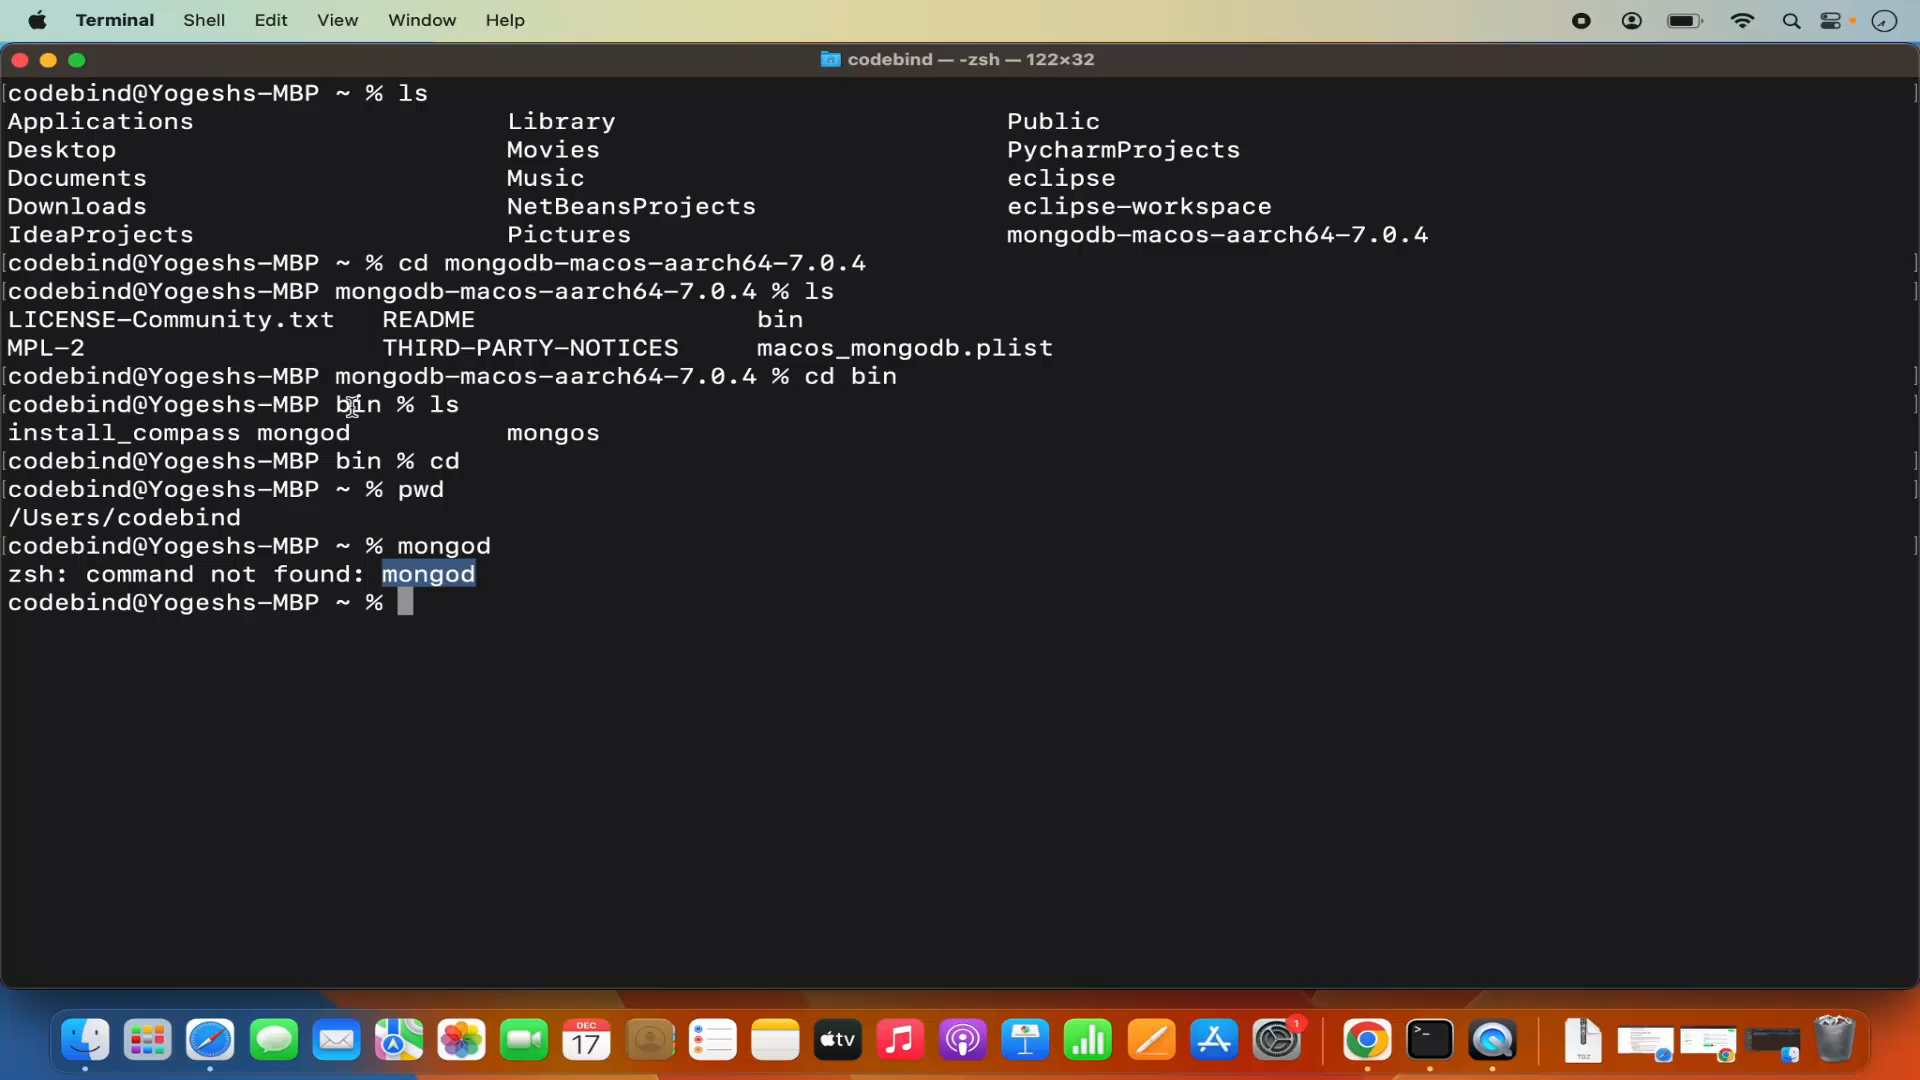 Terminal Shell Edit View Window Help
codebind — -zsh — 122×32
codebind@Yogeshs-MBP ~ % ls
Applications Library Public
Desktop Movies PycharmProjects
Documents Music eclipse
Downloads NetBeansProjects eclipse-workspace
IdeaProjects Pictures mongodb-macos-aarch64-7.0.4
codebind@Yogeshs-MBP ~ % cd mongodb-macos-aarch64-7.0.4
codebind@Yogeshs-MBP mongodb-macos-aarch64-7.0.4 % ls
LICENSE-Community.txt README bin
MPL-2 THIRD-PARTY-NOTICES macos_mongodb.plist
codebind@Yogeshs-MBP mongodb-macos-aarch64-7.0.4 % cd bin
codebind@Yogeshs-MBP bin % ls
install_compass mongod mongos
codebind@Yogeshs-MBP bin % cd
codebind@Yogeshs-MBP ~ % pwd
/Users/codebind
codebind@Yogeshs-MBP ~ % mongod
zsh: command not found: mongod
codebind@Yogeshs-MBP ~ %
DEC
17
tv
1
>_